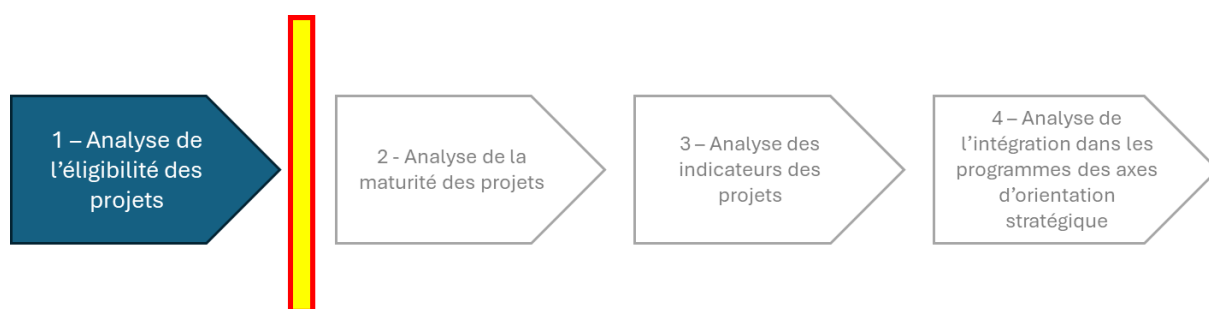 1 – Analyse de
l’éligibilité des
projets
2 - Analyse de la
maturité des projets
3 – Analyse des
indicateurs des
projets
4 – Analyse de
l’intégration dans les
programmes des axes
d’orientation
stratégique